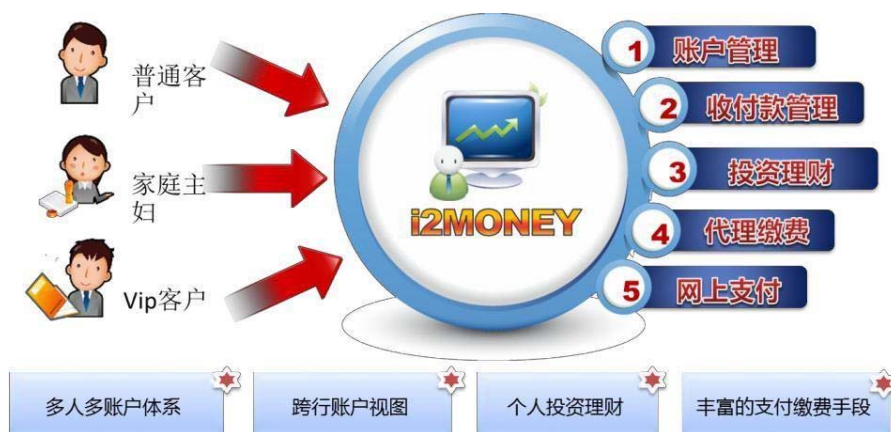 普通客
户
家庭主
妇
Vip客户
i2MONEY
1 账户管理
2 收付款管理
3 投资理财
4 代理缴费
5 网上支付
多人多账户体系
跨行账户视图
个人投资理财
丰富的支付缴费手段